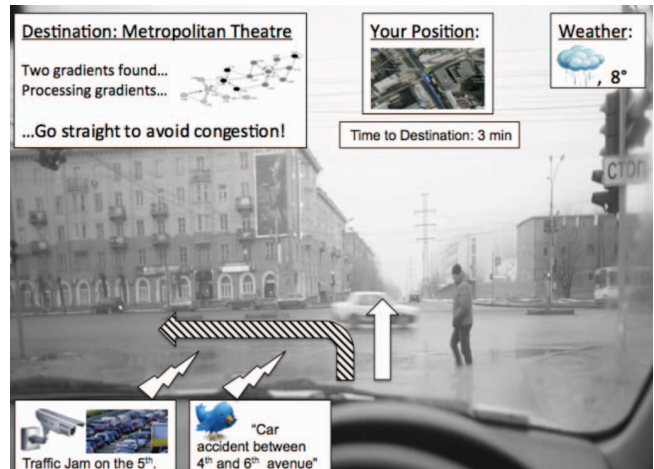 Destination: Metropolitan Theatre
Two gradients found...
Processing gradients...
...Go straight to avoid congestion!
Your Position:
Time to Destination: 3 min
Weather:
, 8°
СТОП
Traffic Jam on the 5th.
"Car
accident between
4th and 6th avenue"